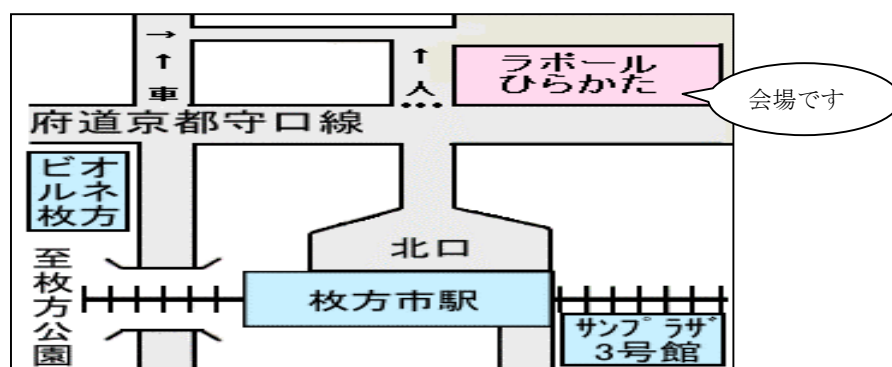 →
↑
車
↑
人
ラポール
ひらかた
会場です
府道京都守口線
オネ枚方
ビル
北口
至枚方公園
枚方市駅
サンプラザ
3号館